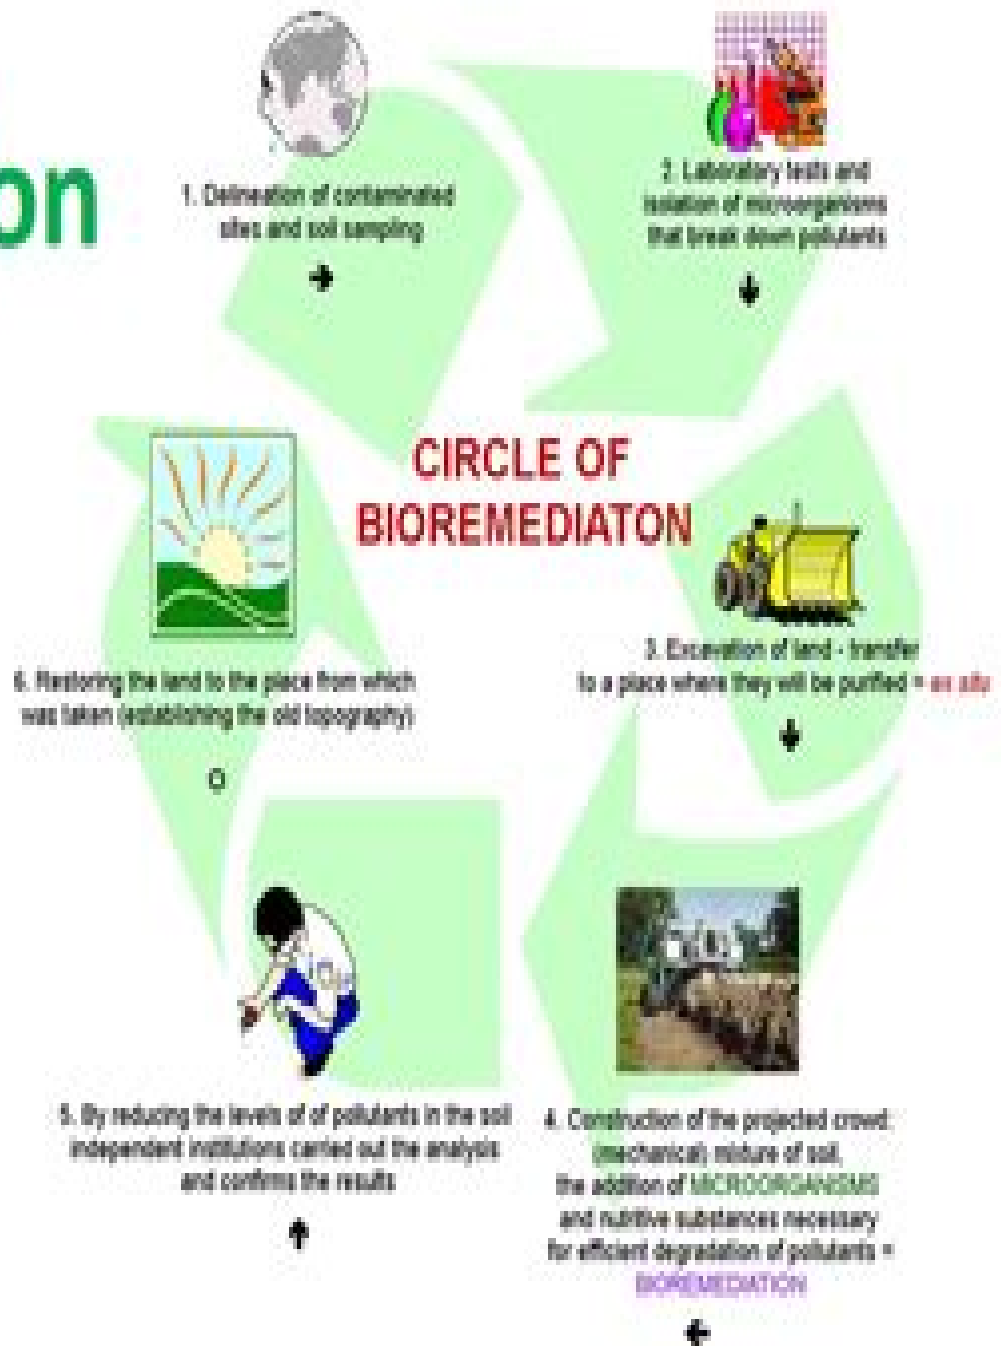 on
1. Delineation of contaminated
sites and soil sampling
2. Laboratory tests and
isolation of microorganisms
that break down pollutants
CIRCLE OF
BIOREMEDIATON
3. Excavation of land - transfer
to a place where they will be purified = ex situ
6. Restoring the land to the place from which
was taken (establishing the old topography)
O
5. By reducing the levels of of pollutants in the soil
independent institutions carried out the analysis
and confirms the results
4. Construction of the projected crowd:
(mechanical) mixture of soil,
the addition of MICROORGANISMS
and nutritive substances necessary
for efficient degradation of pollutants =
BIOREMEDIATION